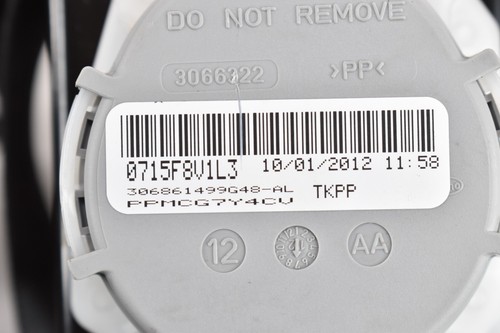 DO NOT REMOVE
3066322 >PP<
0715F8V1L3 10/01/2012 11:58
306861499G48-AL TKPP
PPMCG7Y4CV
12 AA